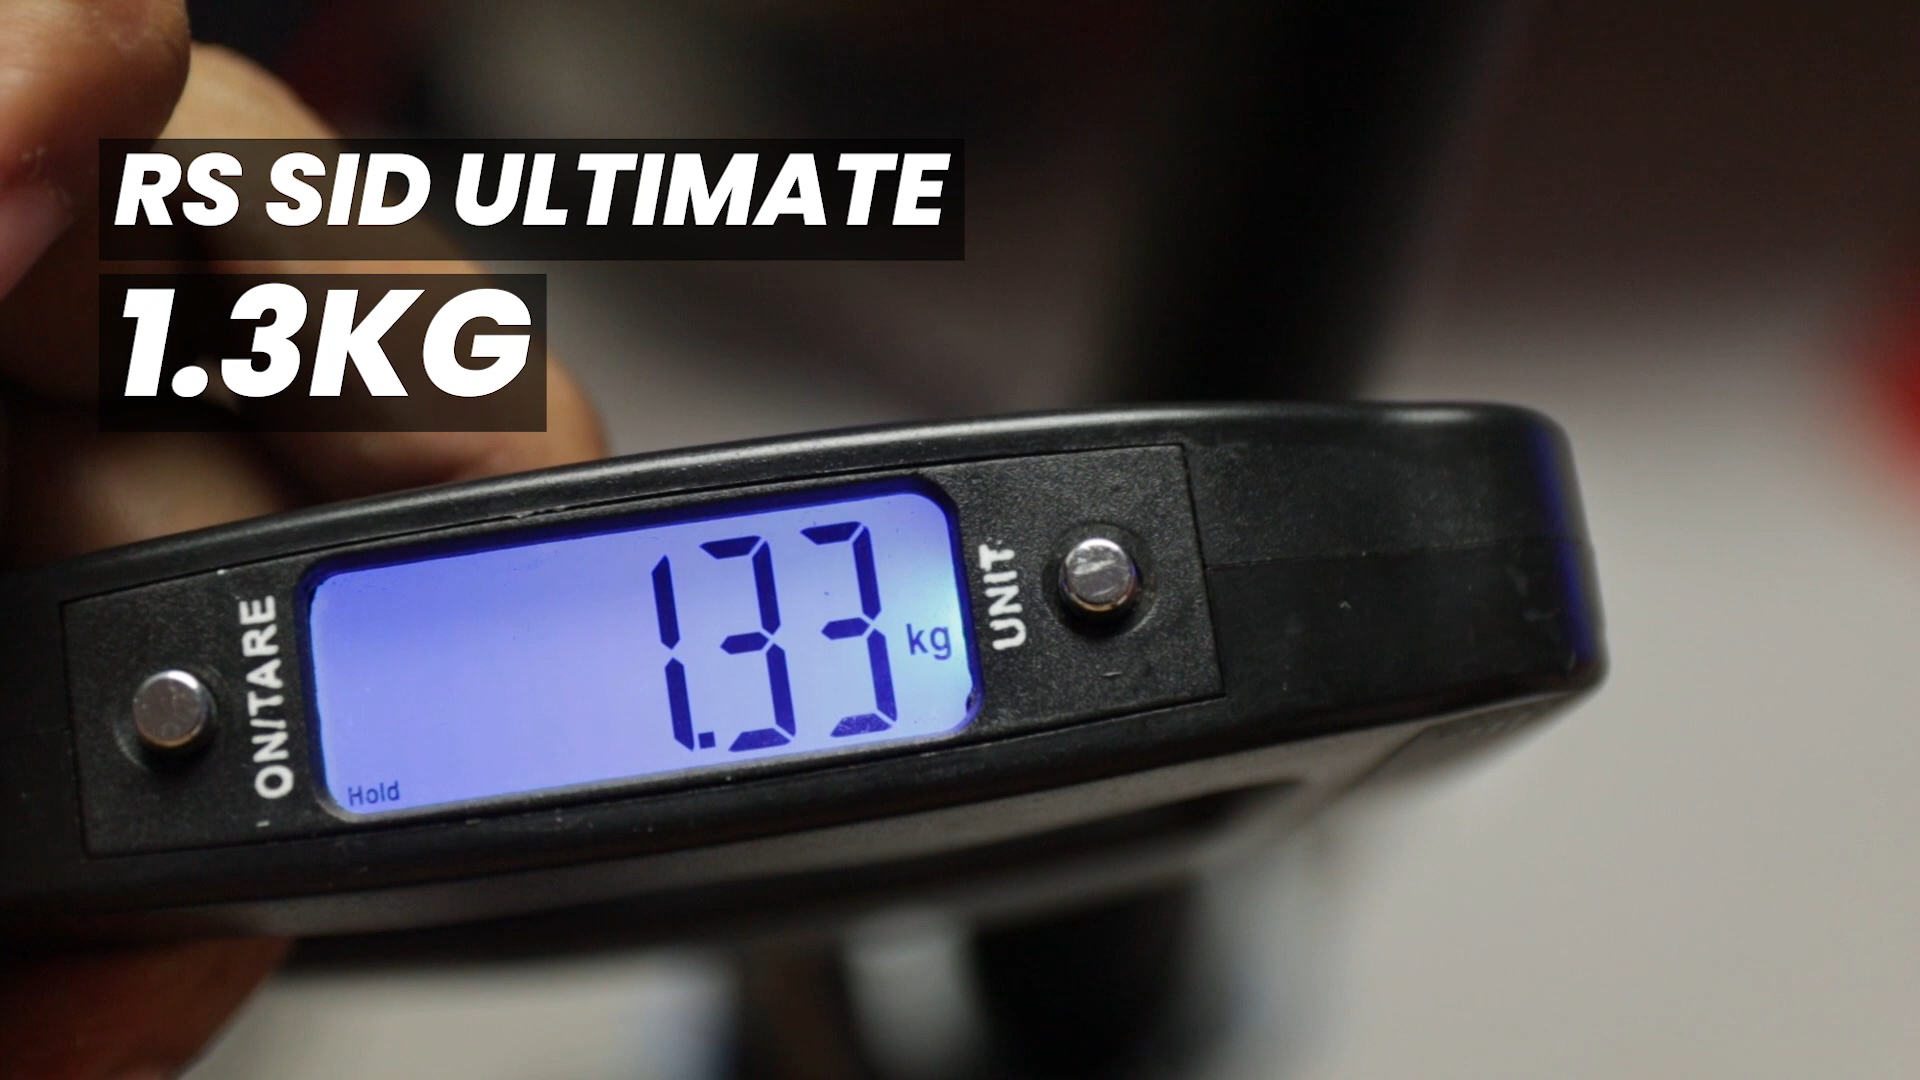 RS SID ULTIMATE
1.3KG
ON/TARE
1.33 kg
UNIT
Hold